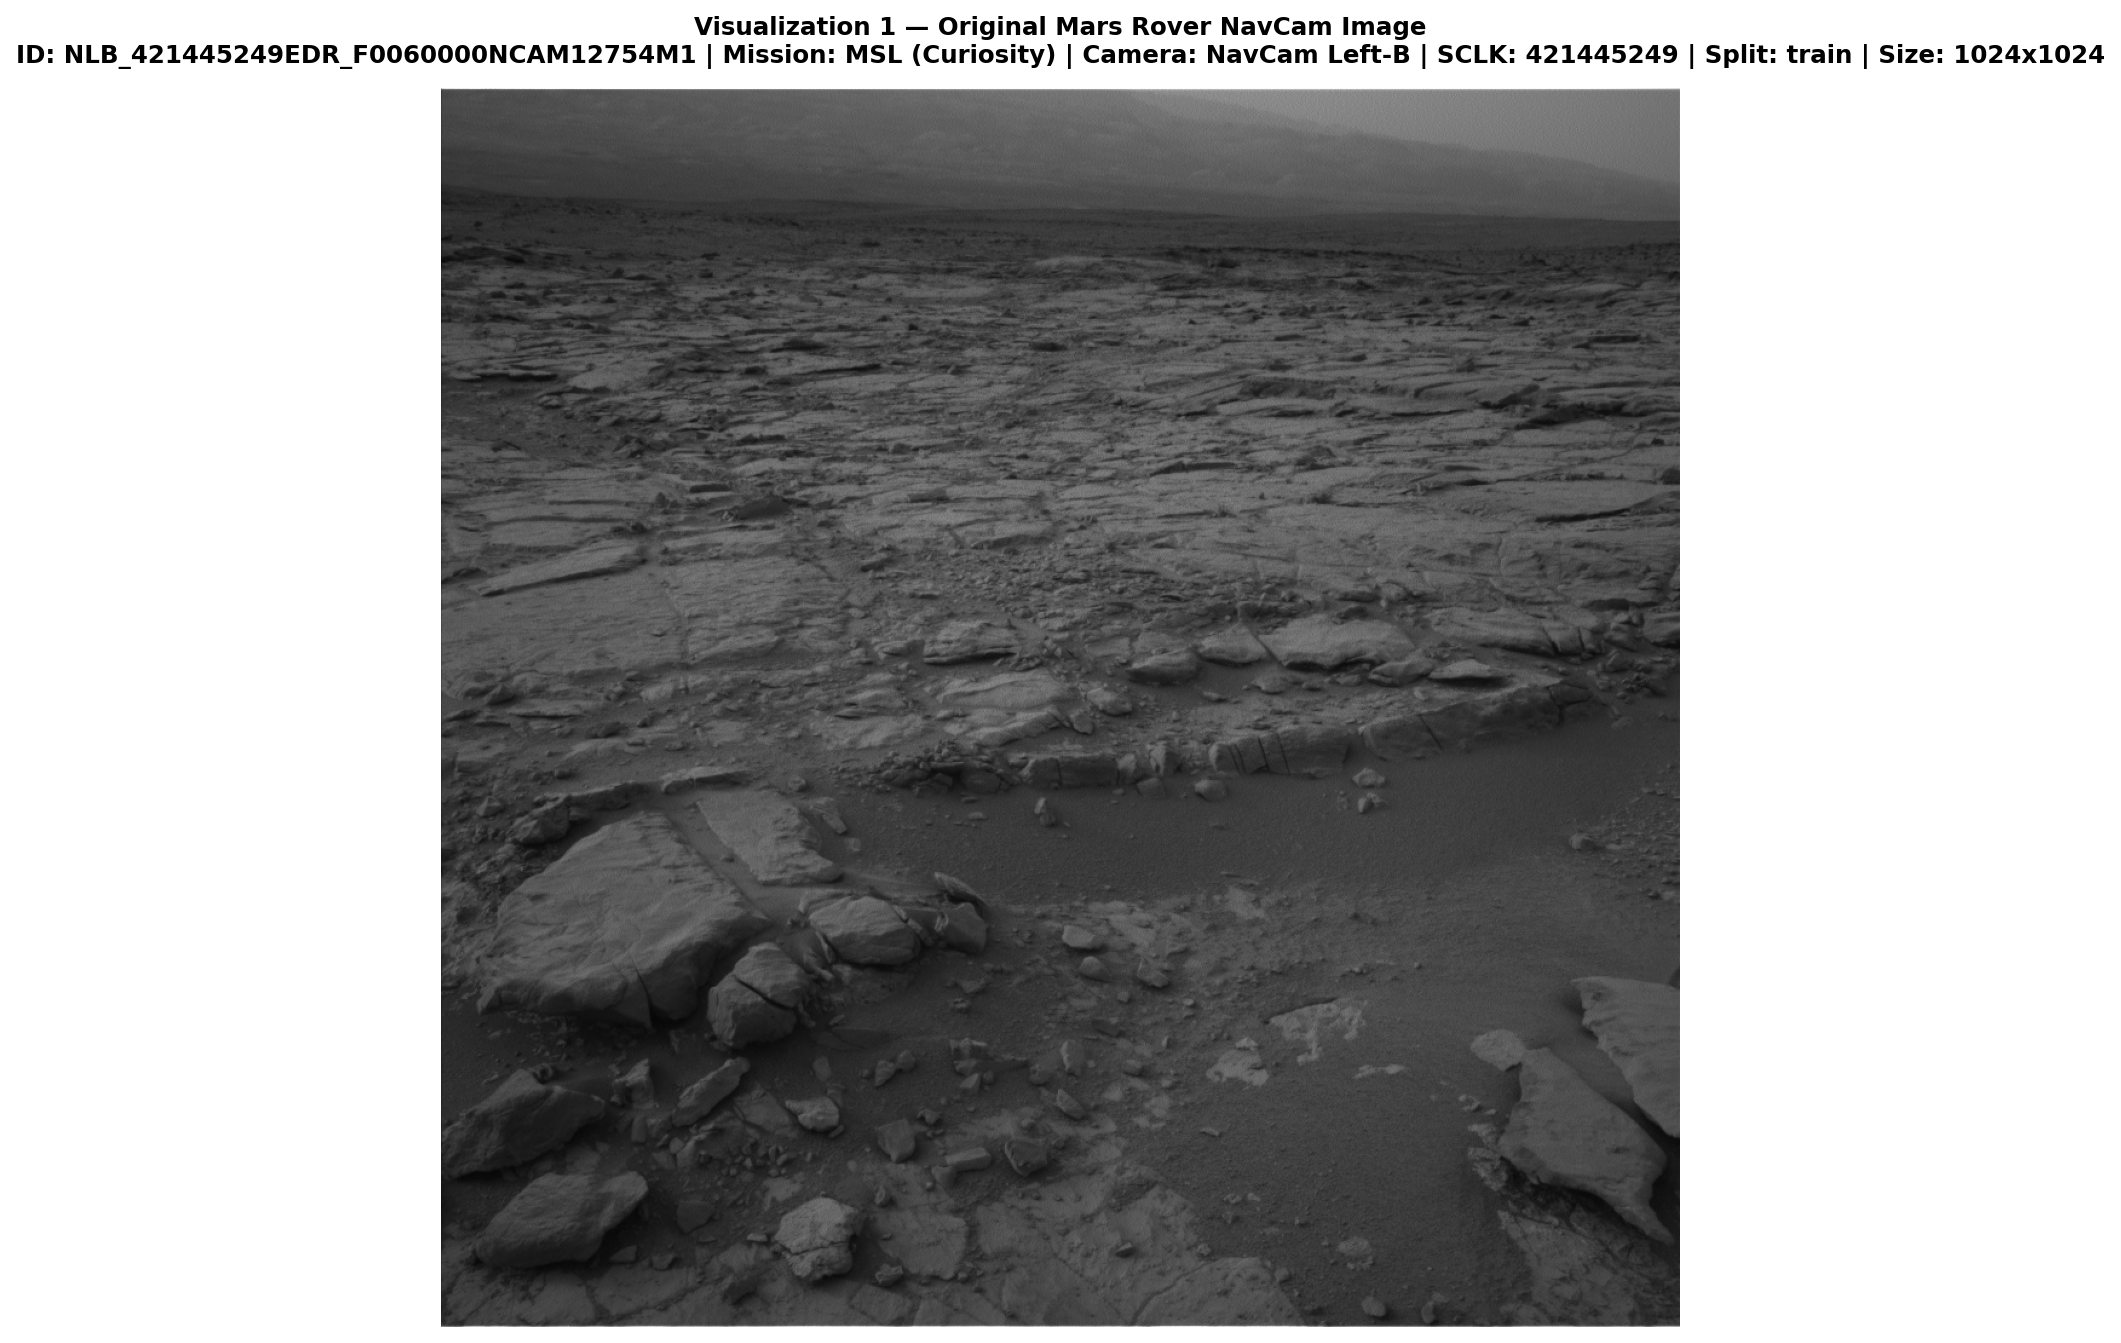 Visualization 1 — Original Mars Rover NavCam Image
ID: NLB_421445249EDR_F0060000NCAM12754M1 | Mission: MSL (Curiosity) | Camera: NavCam Left-B | SCLK: 421445249 | Split: train | Size: 1024x1024